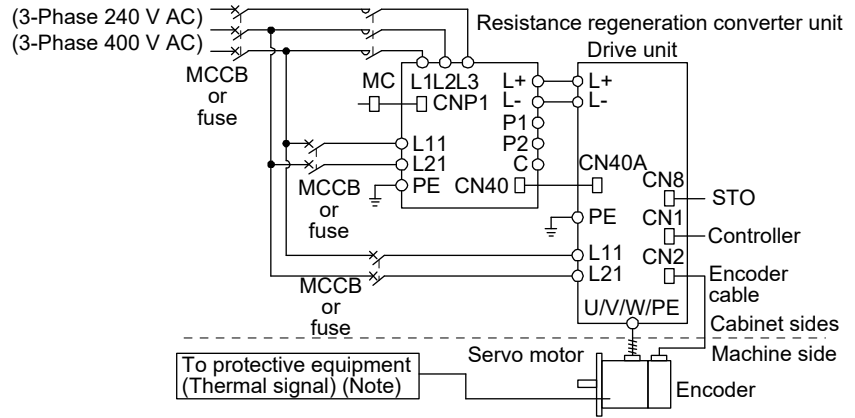 (3-Phase 240 V AC)
(3-Phase 400 V AC)
Resistance regeneration converter unit
Drive unit
MCCB
or
fuse
MC
L1L2L3
CNP1
L+
L-
L+
L-
P1
P2
C
L11
L21
PE
CN40
CN40A
MCCB
or
fuse
CN8
STO
PE
CN1
Controller
L11
L21
CN2
Encoder
cable
MCCB
or
fuse
U/V/W/PE
Cabinet sides
Machine side
Servo motor
To protective equipment
(Thermal signal) (Note)
Encoder